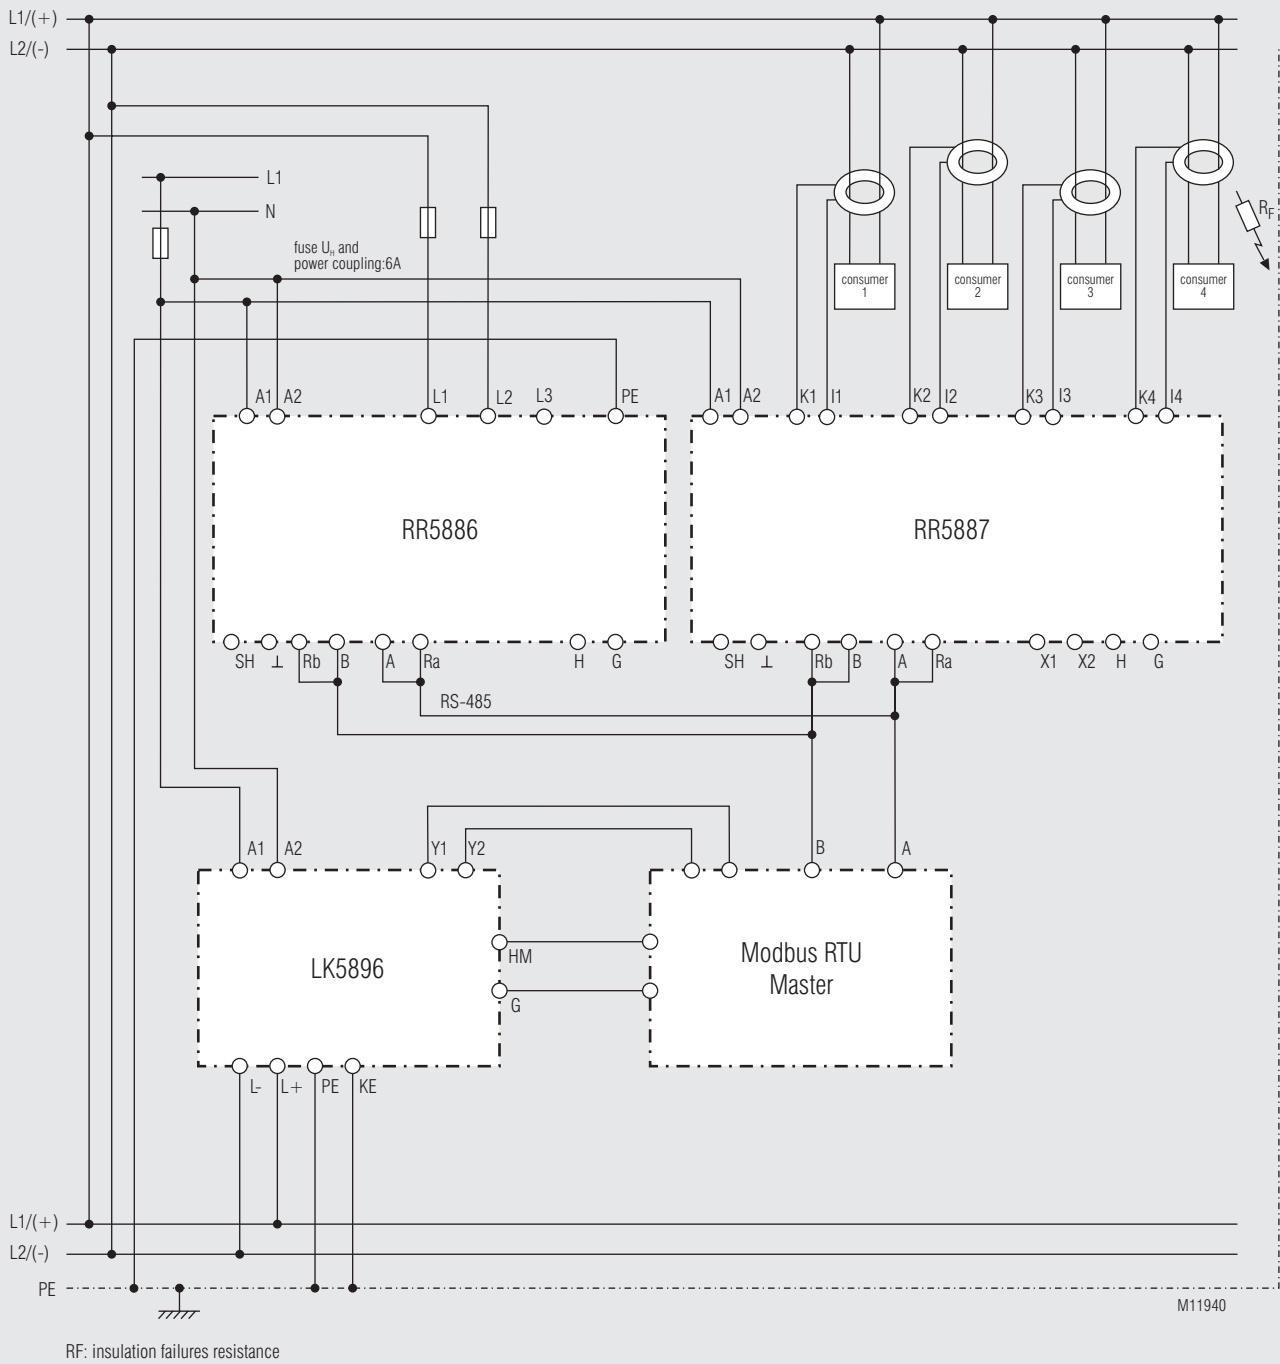 L1/(+)
L2/(-)
L1
N
RF
fuse UH and
power coupling:6A
consumer
1
consumer
2
consumer
3
consumer
4
A1 A2 L1 L2 L3 PE A1 A2 K1 I1 K2 I2 K3 I3 K4 I4
RR5886 RR5887
SH ⊥ Rb B A Ra H G SH ⊥ Rb B A Ra X1 X2 H G
RS-485
A1 A2 Y1 Y2 B A
LK5896
HM
G
Modbus RTU
Master
L- L+ PE KE
L1/(+)
L2/(-)
PE
M11940
RF: insulation failures resistance